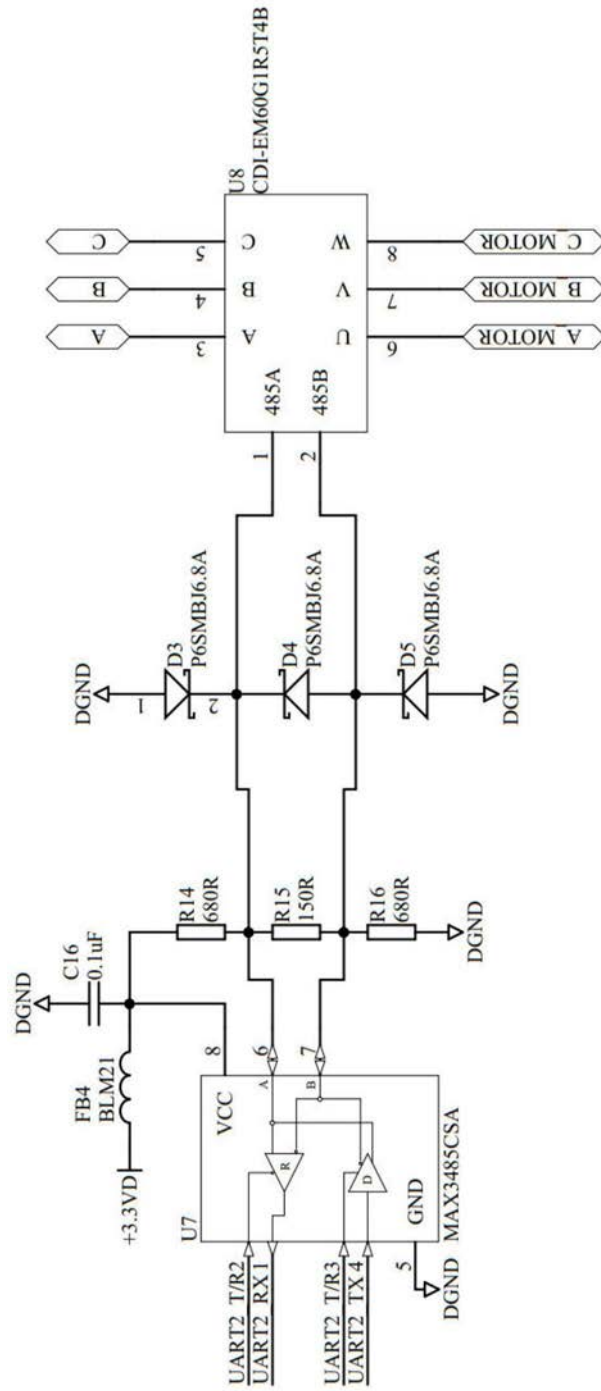 +3.3VD
FB4
BLM21
DGND
C16
0.1uF
R14
680R
R15
150R
R16
680R
DGND
DGND
1
2
D3
P6SMBJ6.8A
D4
P6SMBJ6.8A
D5
P6SMBJ6.8A
DGND
U7
VCC
8
A
6
B
7
R
D
GND
5
DGND
MAX3485CSA
UART2_T/R2
UART2_RX1
UART2_T/R3
UART2_TX4
U8
CDI-EM60G1R5T4B
1
485A
2
485B
A
B
C
3
4
5
A
B
C
U
V
W
6
7
8
A_MOTOR
B_MOTOR
C_MOTOR